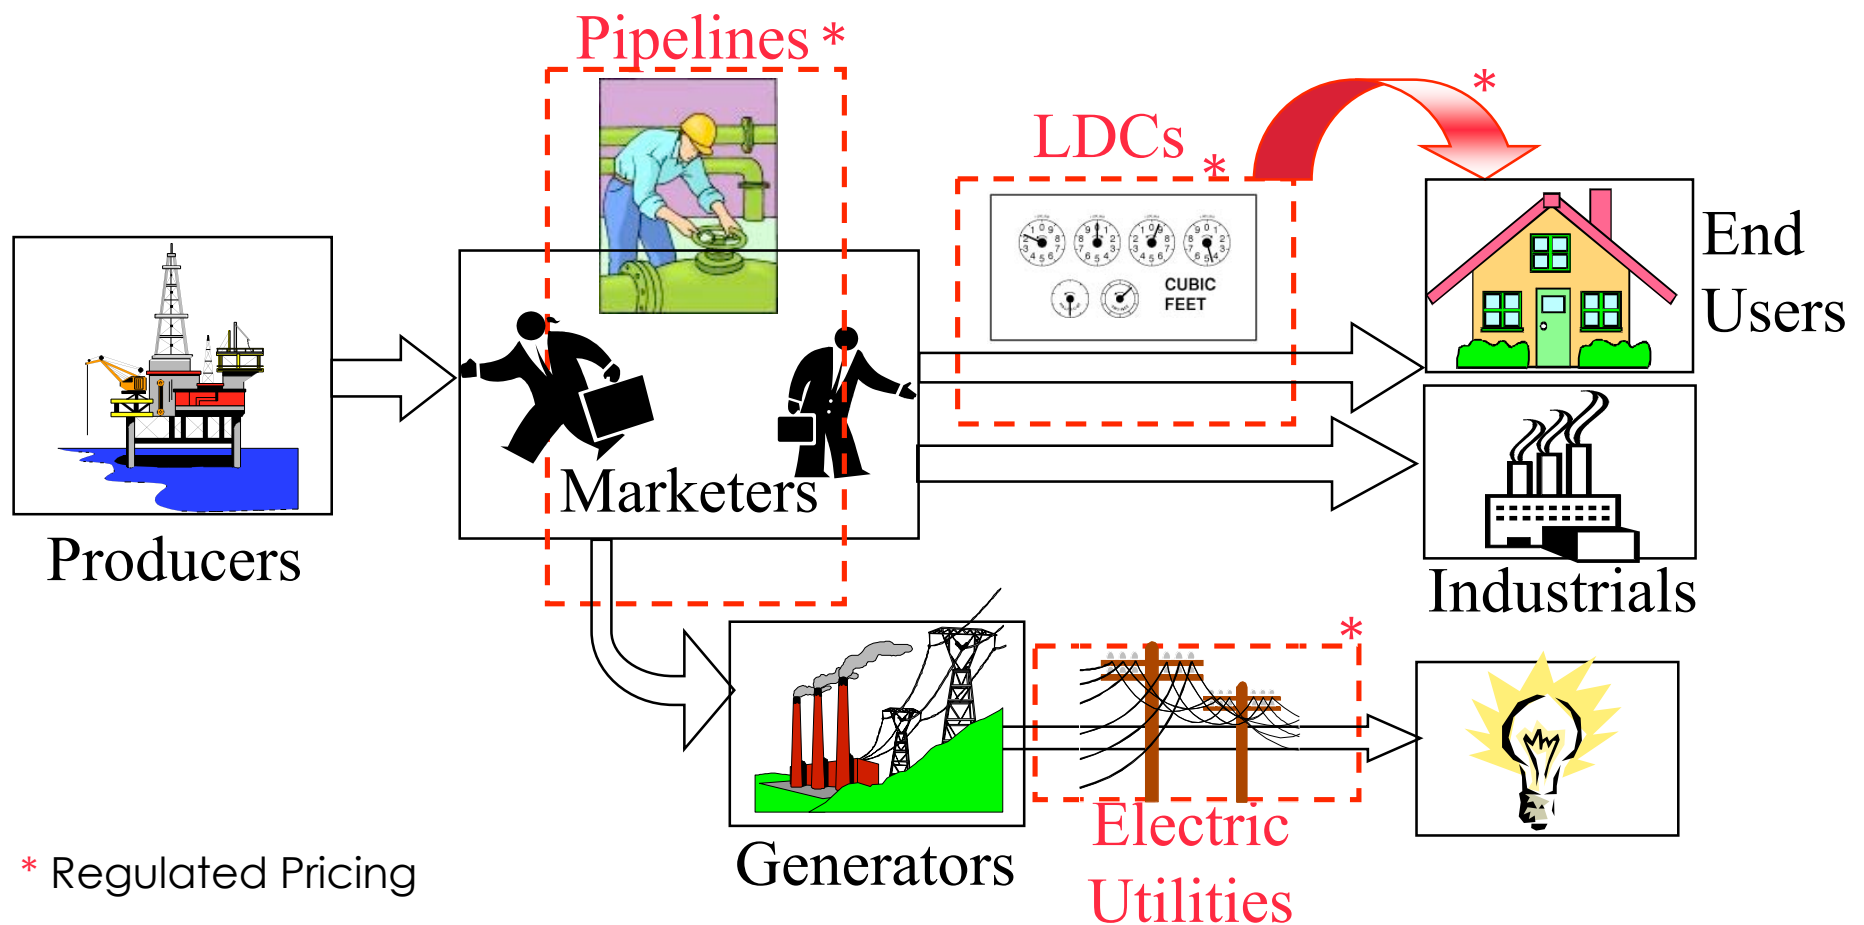 Pipelines *
LDCs
*
*
CUBIC
FEET
End
Users
Marketers
Producers
Industrials
*
Generators
Electric
Utilities
* Regulated Pricing